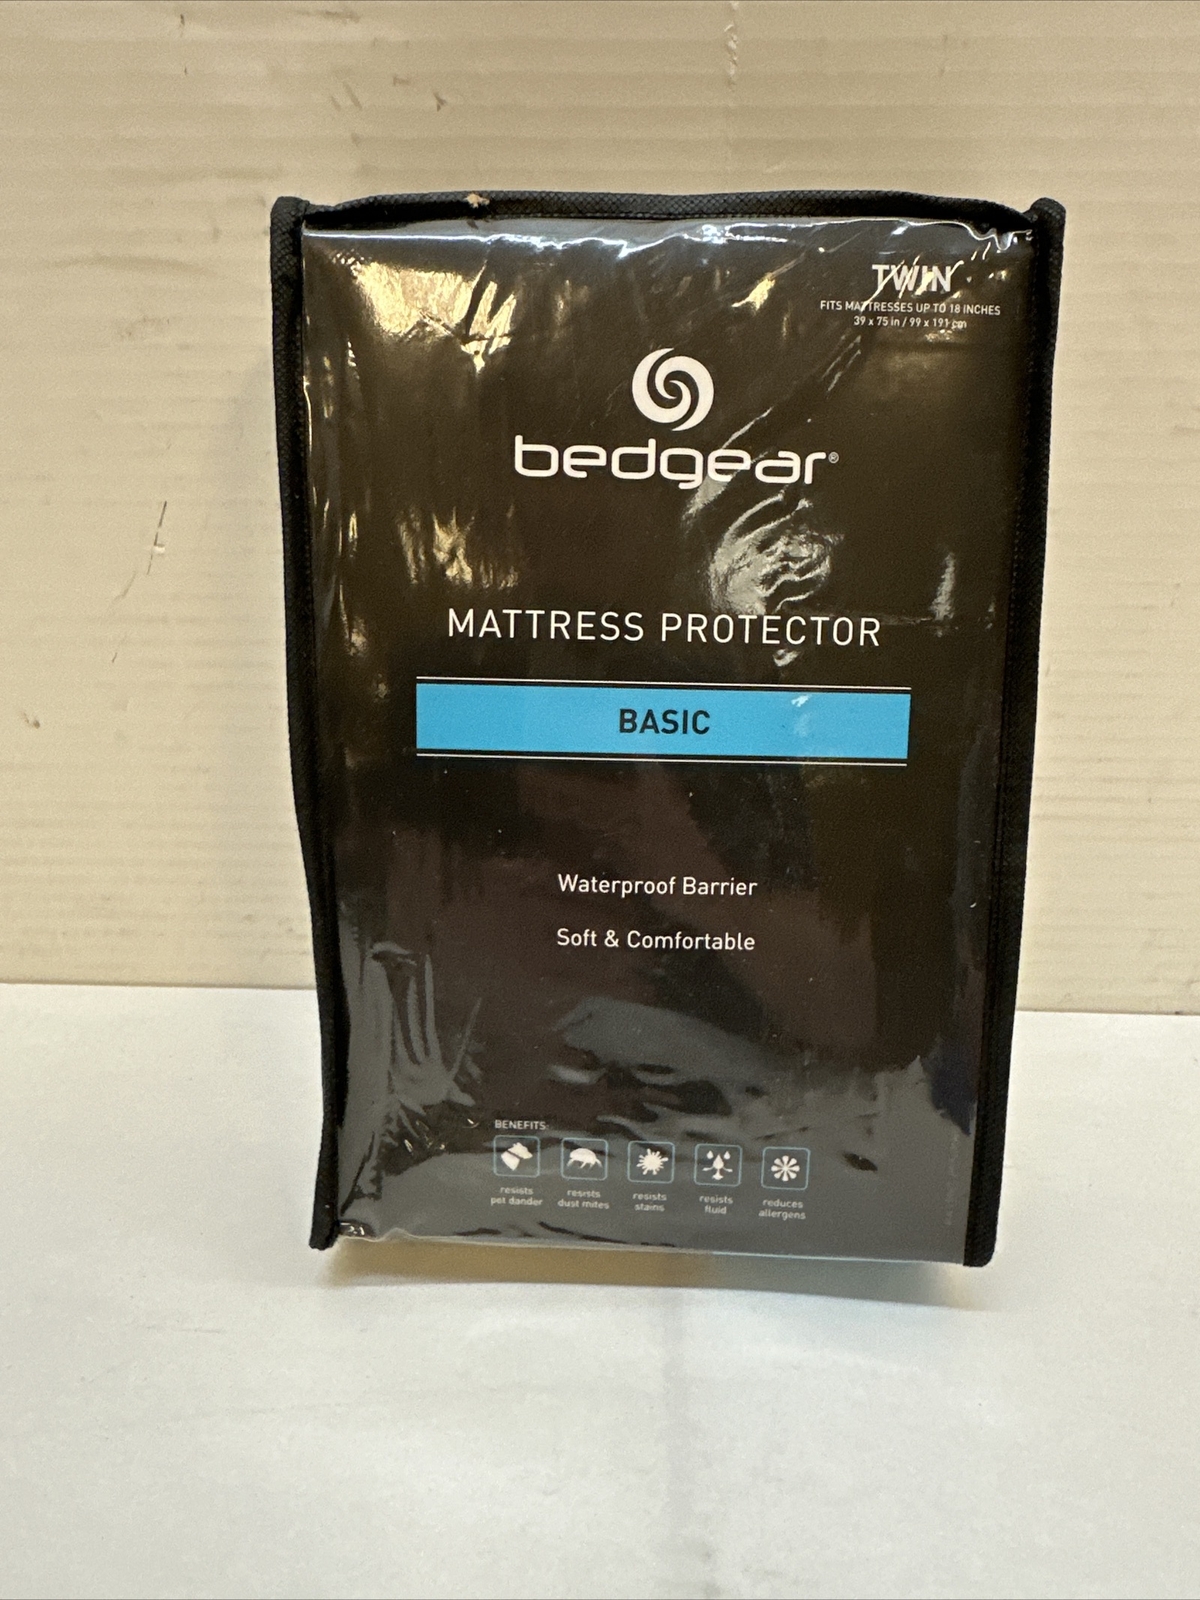 TWIN
FITS MATTRESSES UP TO 18 INCHES
39 x 75 in / 99 x 191 cm
bedgear®
MATTRESS PROTECTOR
BASIC
Waterproof Barrier
Soft & Comfortable
BENEFITS:
resists pet dander
resists dust mites
resists stains
resists fluid
reduces allergens